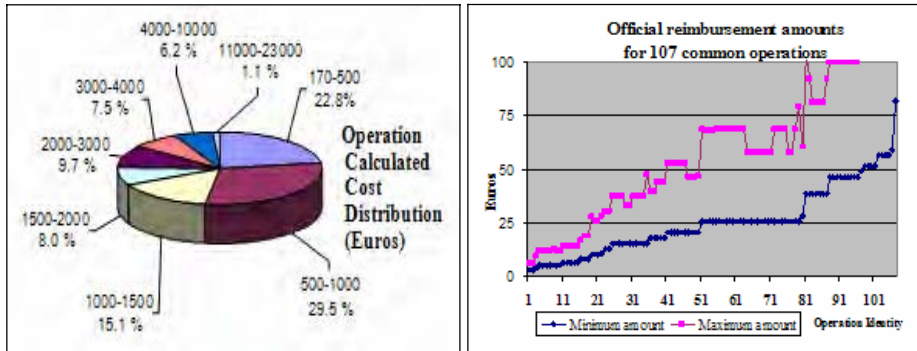 4000-10000
6.2 %
11000-23000
1.1 %
3000-4000
7.5 %
170-500
22.8%
2000-3000
9.7 %
Operation
Calculated
Cost
Distribution
(Euros)
1500-2000
8.0 %
1000-1500
15.1 %
500-1000
29.5 %
Official reimbursement amounts
for 107 common operations
100
75
50
25
0
Euros
1 11 21 31 41 51 61 71 81 91 101
Minimum amount Maximum amount Operation Identity